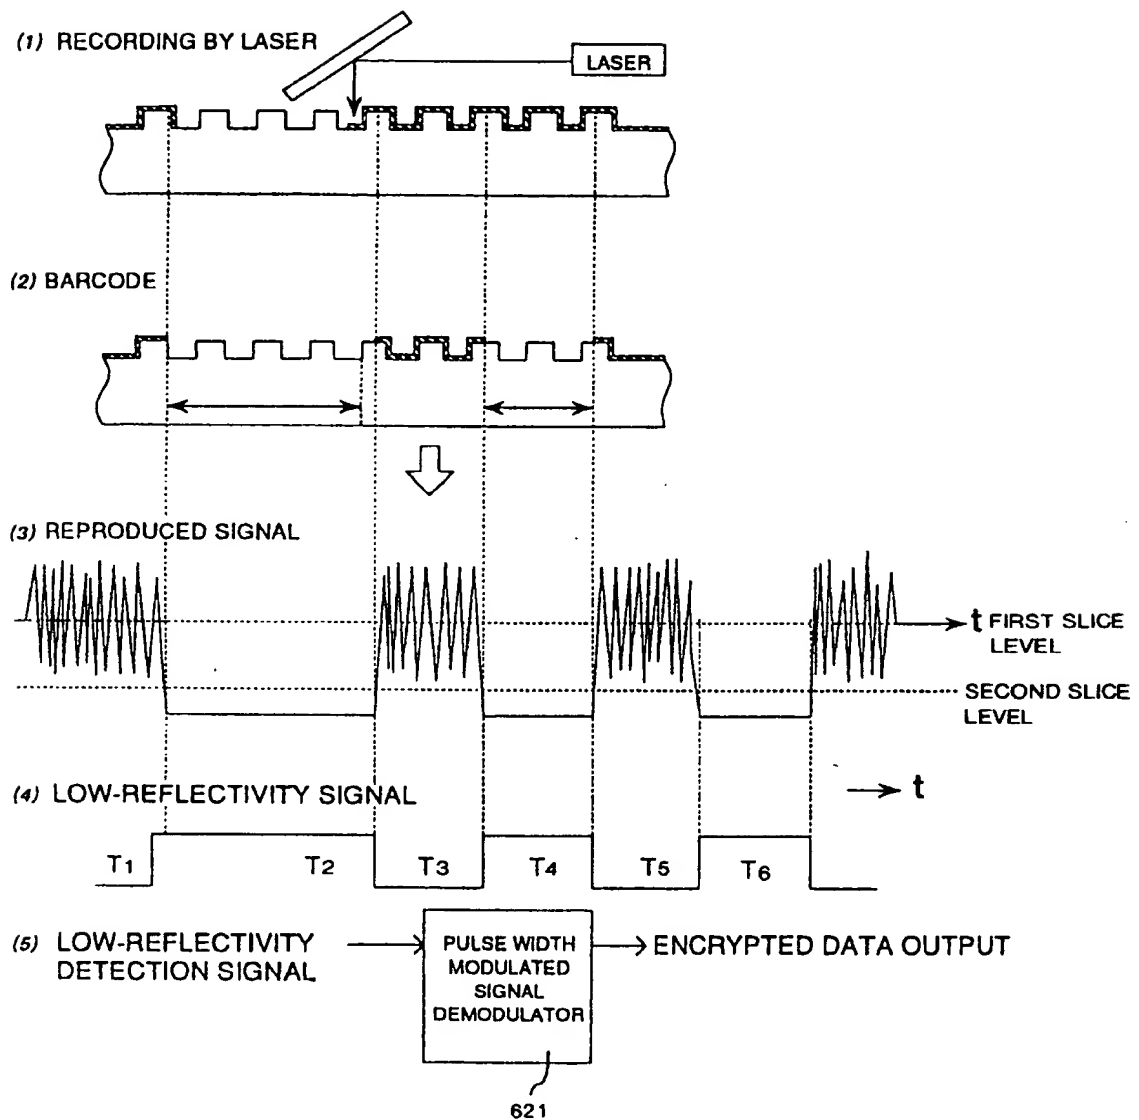 (1) RECORDING BY LASER
LASER
(2) BARCODE
(3) REPRODUCED SIGNAL
t FIRST SLICE
LEVEL
SECOND SLICE
LEVEL
(4) LOW-REFLECTIVITY SIGNAL
t
T1 T2 T3 T4 T5 T6
(5) LOW-REFLECTIVITY
DETECTION SIGNAL
PULSE WIDTH
MODULATED
SIGNAL
DEMODULATOR
ENCRYPTED DATA OUTPUT
621